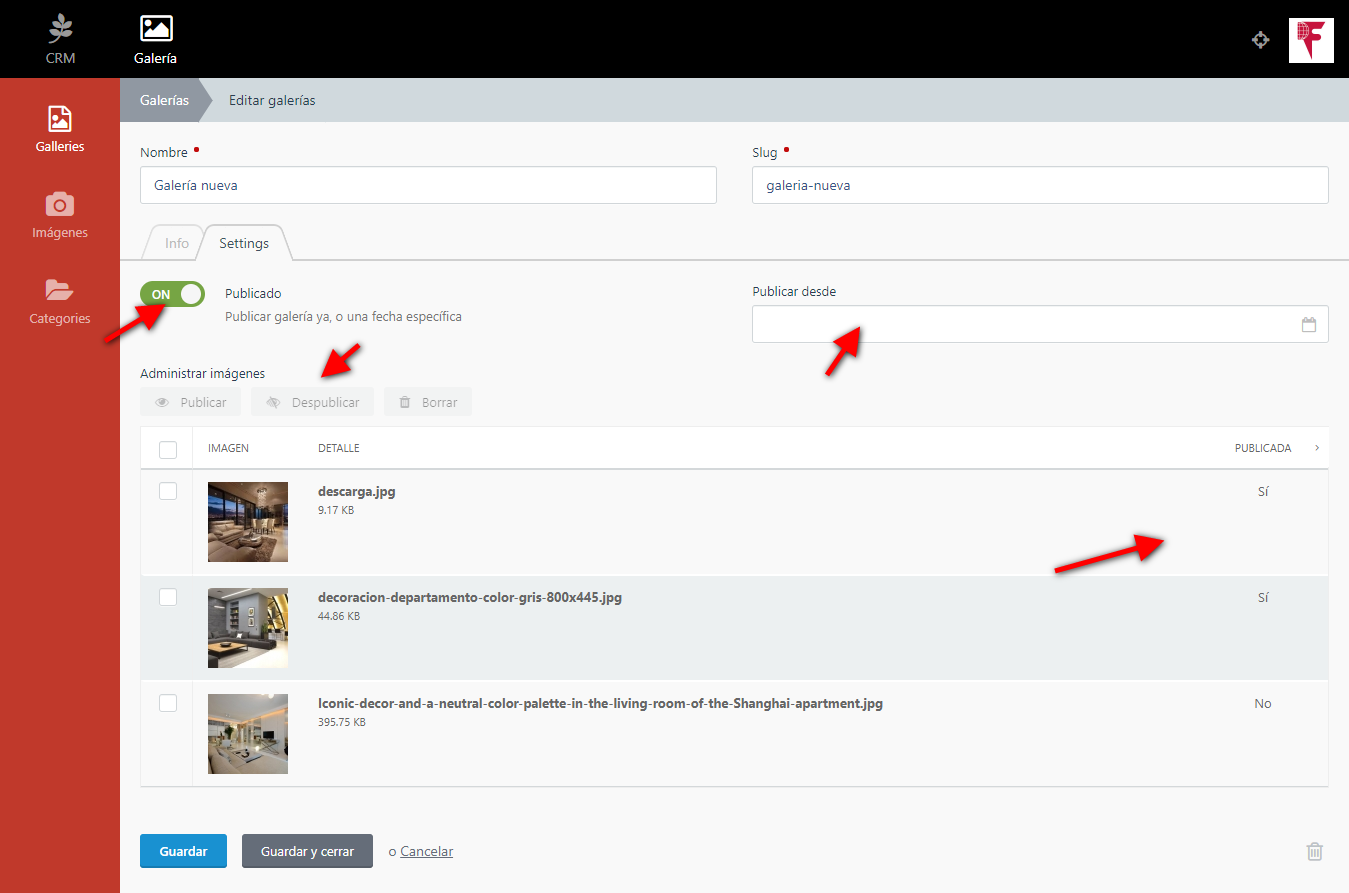 CRM
Galería
Galleries
Imágenes
Categories
Galerías
Editar galerías
Nombre
Slug
Galería nueva
galeria-nueva
Info
Settings
ON
Publicado
Publicar galería ya, o una fecha específica
Publicar desde
Administrar imágenes
Publicar
Despublicar
Borrar
IMAGEN
DETALLE
PUBLICADA
descarga.jpg
9.17 KB
Sí
decoracion-departamento-color-gris-800x445.jpg
44.86 KB
Sí
Iconic-decor-and-a-neutral-color-palette-in-the-living-room-of-the-Shanghai-apartment.jpg
395.75 KB
No
Guardar
Guardar y cerrar
o Cancelar